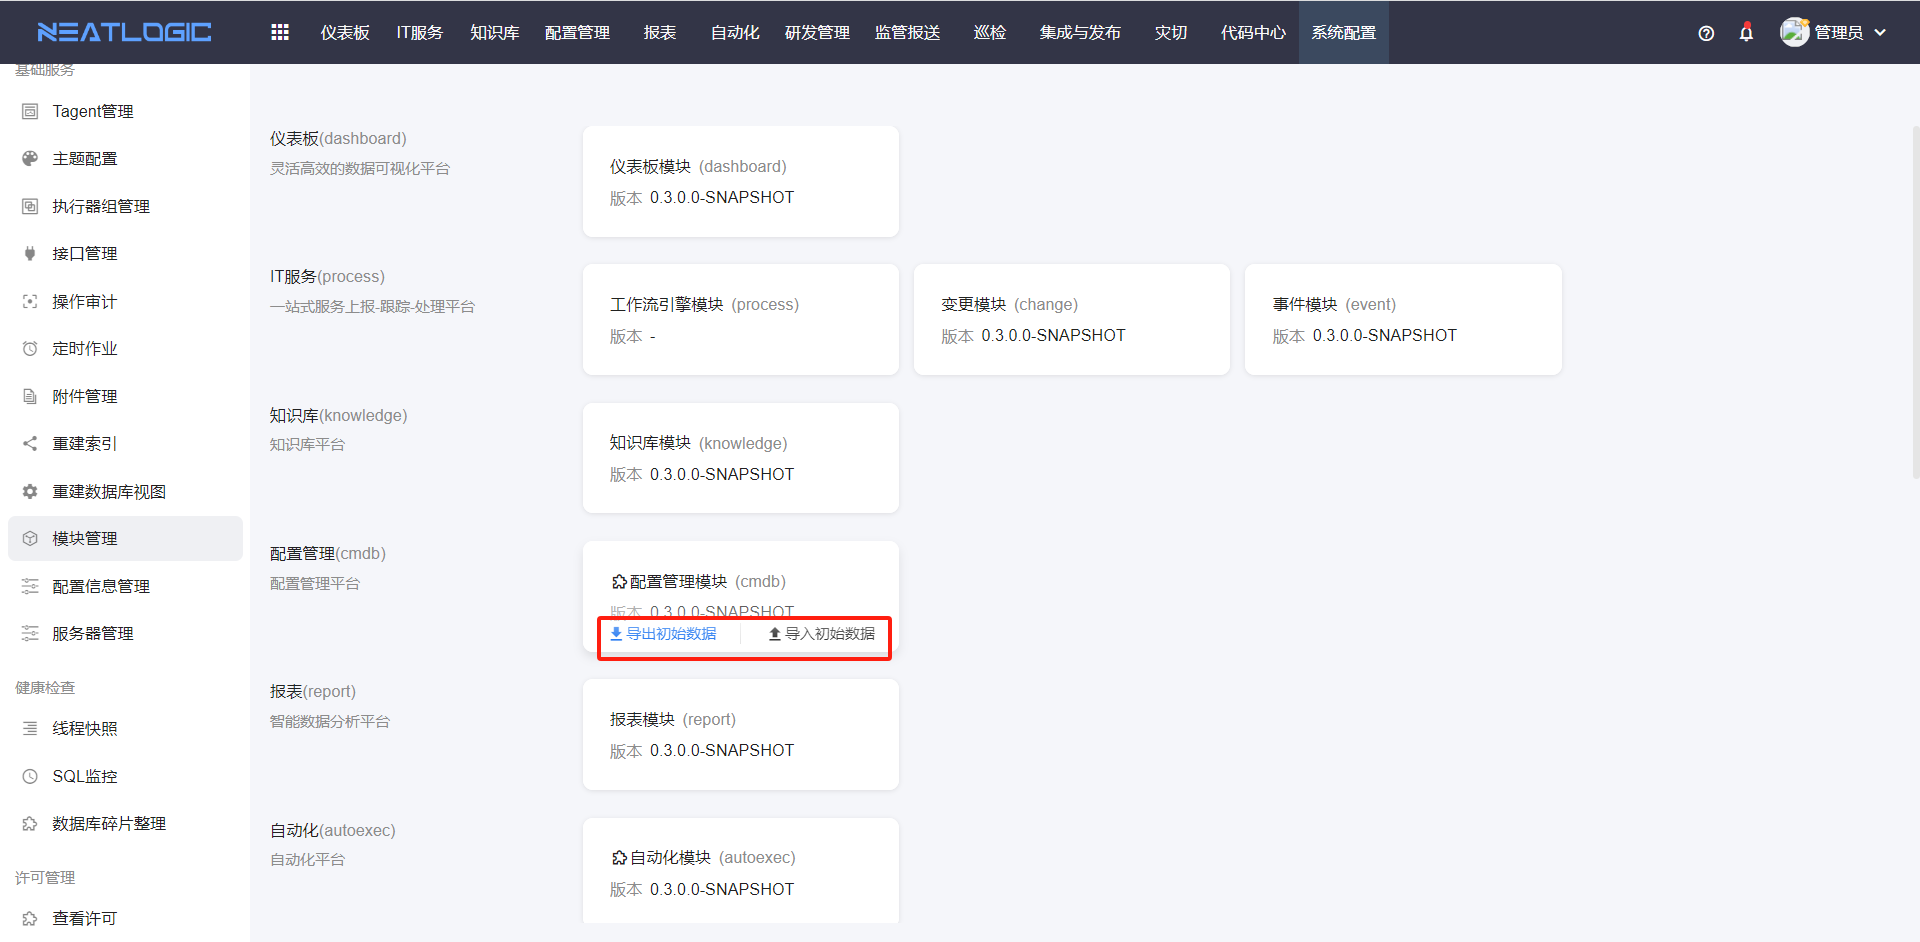 NEATLOGIC
仪表板 IT服务 知识库 配置管理 报表 自动化 研发管理 监管报送 巡检 集成与发布 灾切 代码中心 系统配置
管理员
基础服务
Tagent管理
主题配置
执行器组管理
接口管理
操作审计
定时作业
附件管理
重建索引
重建数据库视图
模块管理
配置信息管理
服务器管理
健康检查
线程快照
SQL监控
数据库碎片整理
许可管理
查看许可
仪表板(dashboard)
灵活高效的数据可视化平台
仪表板模块 (dashboard)
版本 0.3.0.0-SNAPSHOT
IT服务(process)
一站式服务上报-跟踪-处理平台
工作流引擎模块 (process)
版本 -
变更模块 (change)
版本 0.3.0.0-SNAPSHOT
事件模块 (event)
版本 0.3.0.0-SNAPSHOT
知识库(knowledge)
知识库平台
知识库模块 (knowledge)
版本 0.3.0.0-SNAPSHOT
配置管理(cmdb)
配置管理平台
配置管理模块 (cmdb)
版本 0.3.0.0-SNAPSHOT
导出初始数据 导入初始数据
报表(report)
智能数据分析平台
报表模块 (report)
版本 0.3.0.0-SNAPSHOT
自动化(autoexec)
自动化平台
自动化模块 (autoexec)
版本 0.3.0.0-SNAPSHOT